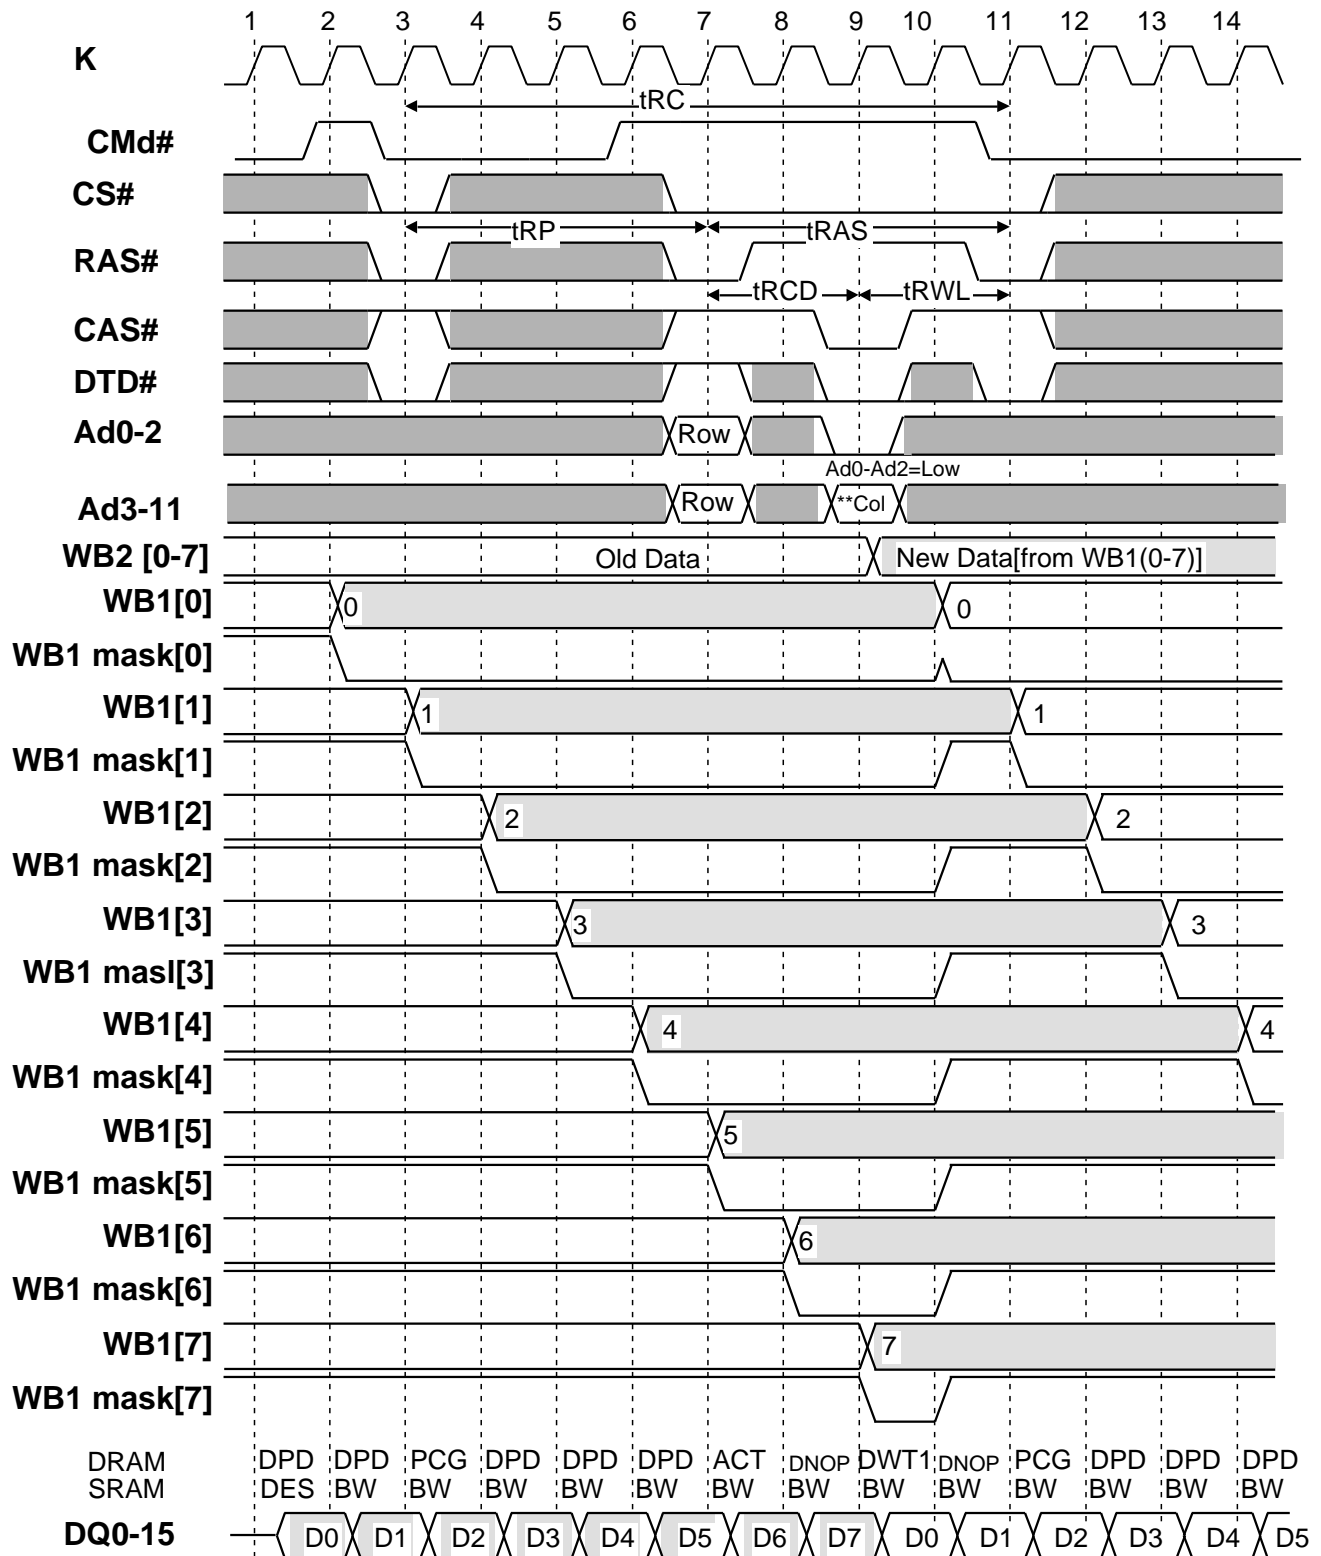 1 2 3 4 5 6 7 8 9 10 11 12 13 14
K
tRC
CMd#
CS#
tRP tRAS
RAS#
tRCD tRWL
CAS#
DTD#
Ad0-2 Row
Ad0-Ad2=Low
Ad3-11 Row **Col
WB2 [0-7] Old Data New Data[from WB1(0-7)]
WB1[0] 0 0
WB1 mask[0]
WB1[1] 1 1
WB1 mask[1]
WB1[2] 2 2
WB1 mask[2]
WB1[3] 3 3
WB1 masl[3]
WB1[4] 4 4
WB1 mask[4]
WB1[5] 5
WB1 mask[5]
WB1[6] 6
WB1 mask[6]
WB1[7] 7
WB1 mask[7]
DRAM DPD DPD PCG DPD DPD DPD ACT DNOP DWT1 DNOP PCG DPD DPD DPD
SRAM DES BW BW BW BW BW BW BW BW BW BW BW BW BW
DQ0-15 D0 D1 D2 D3 D4 D5 D6 D7 D0 D1 D2 D3 D4 D5